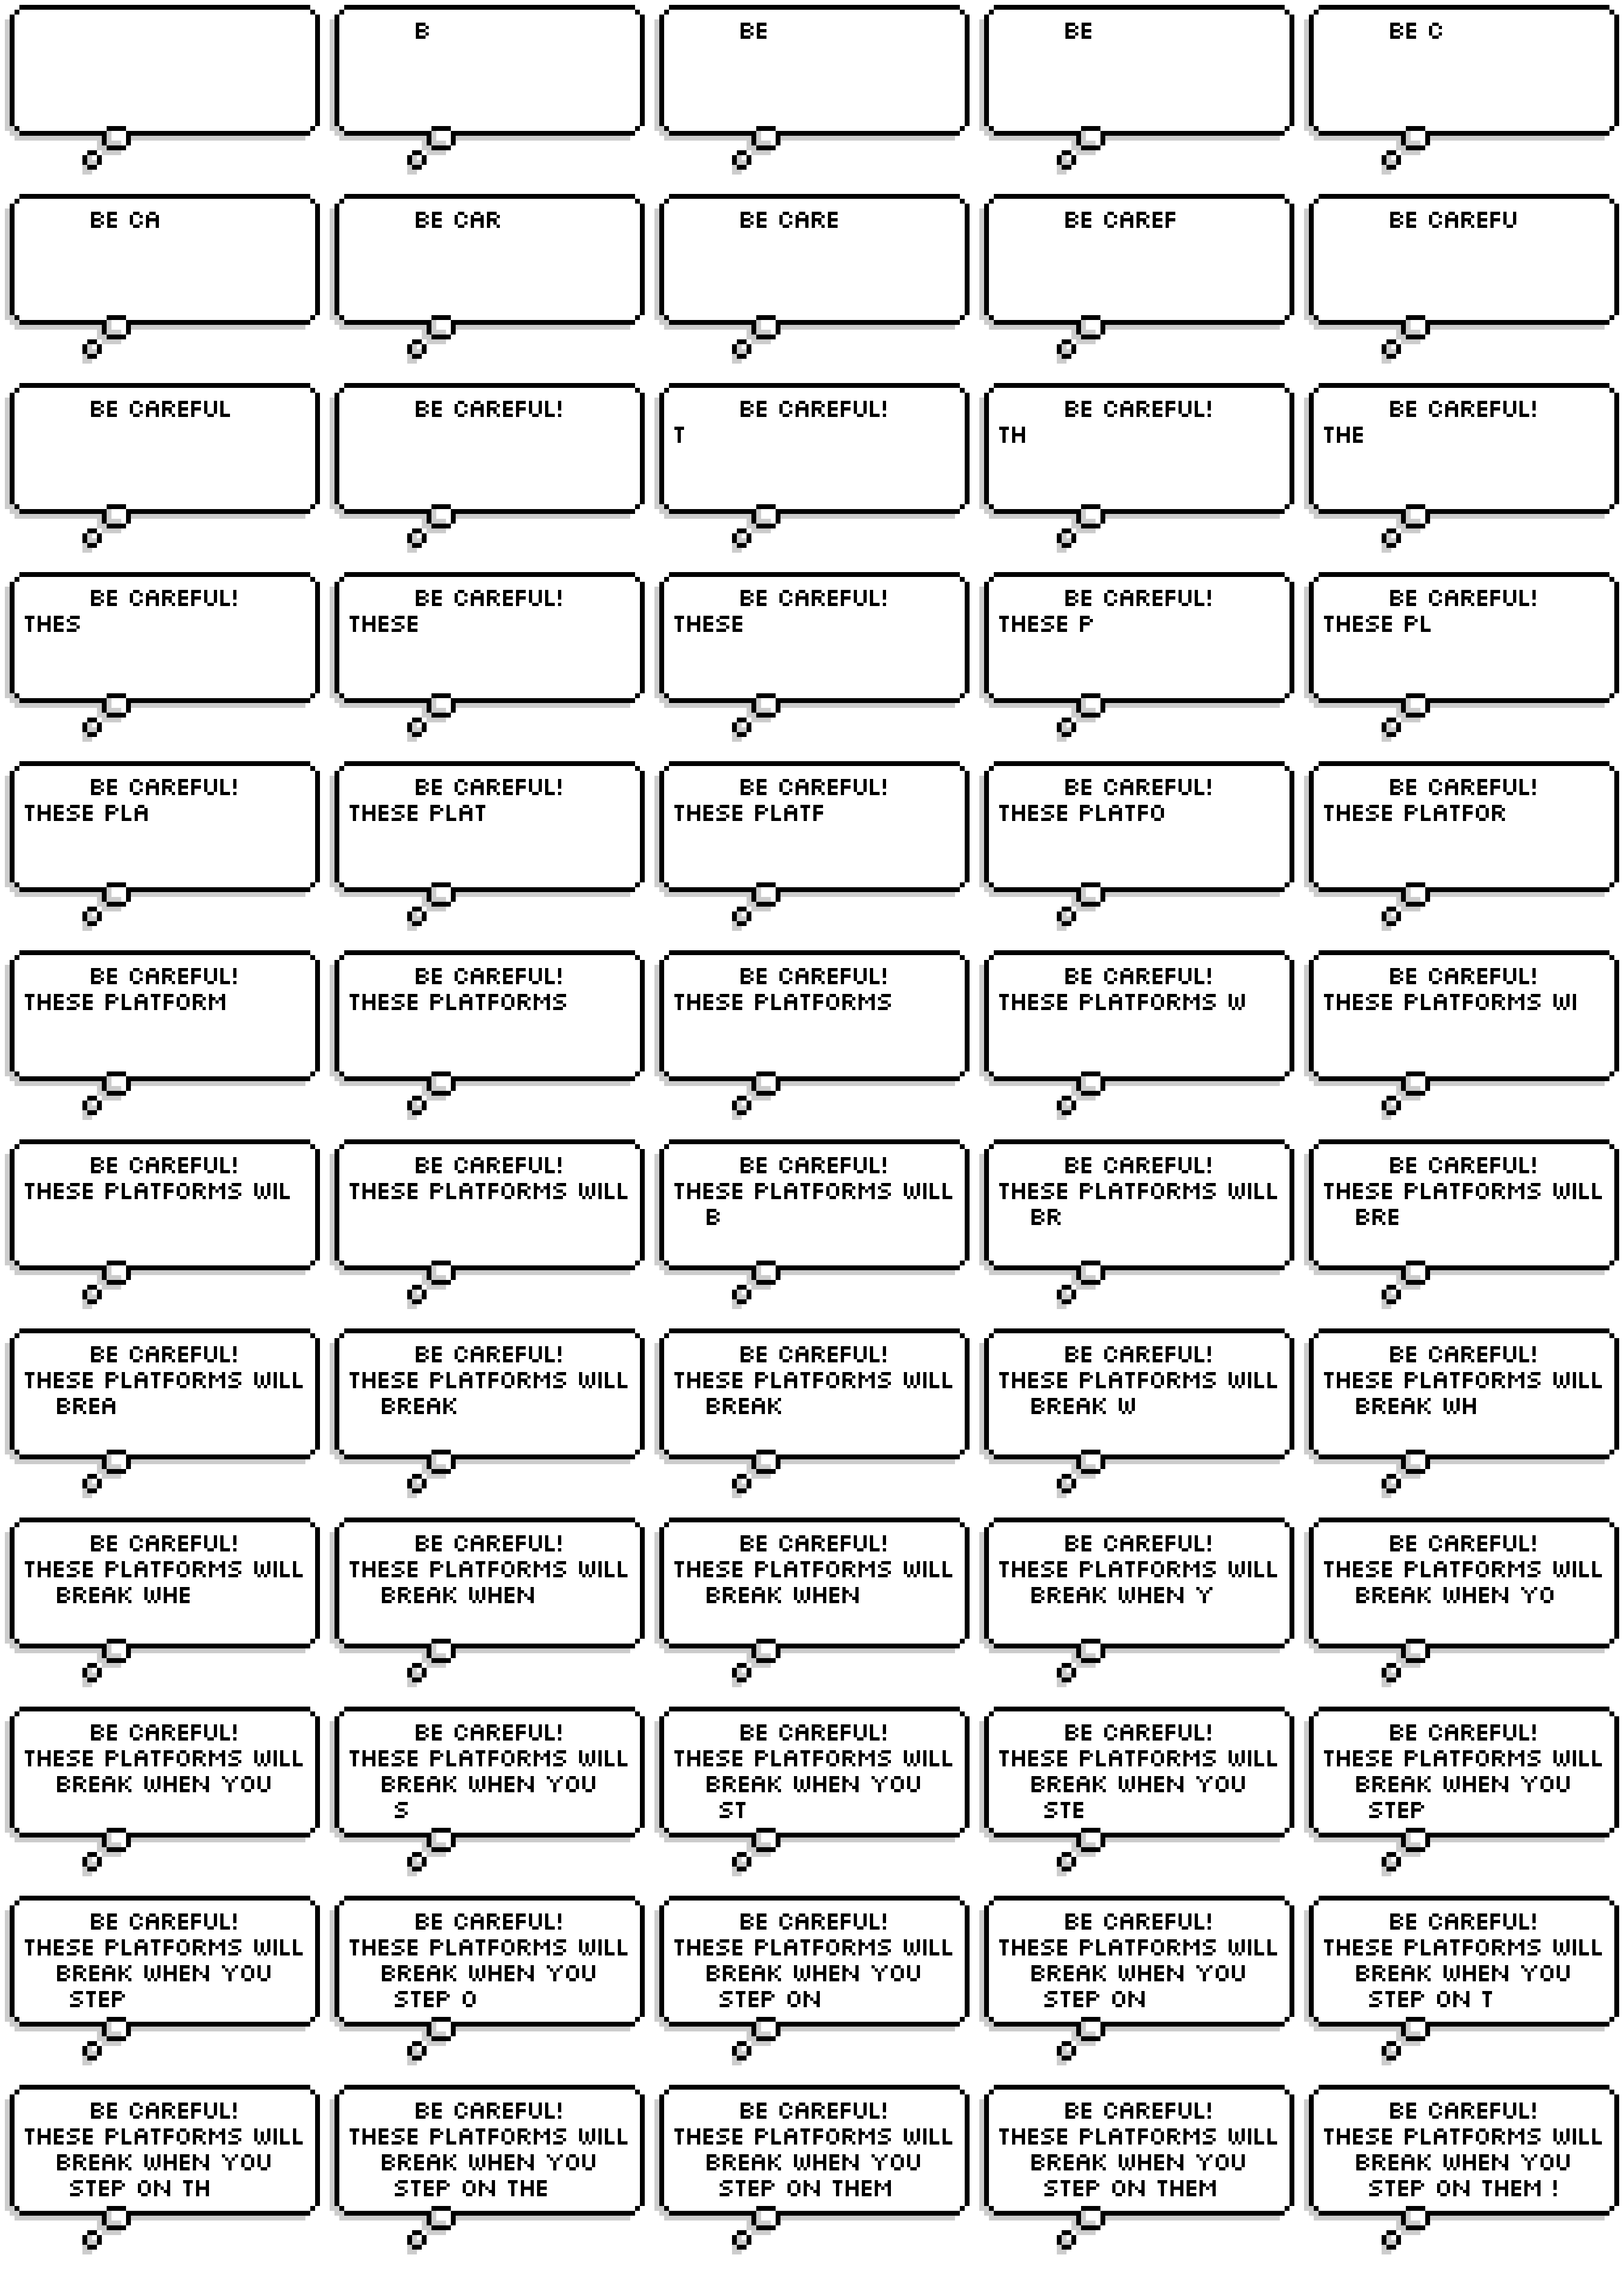 B
BE
BE
BE C
BE CA
BE CAR
BE CARE
BE CAREF
BE CAREFU
BE CAREFUL
BE CAREFUL!
BE CAREFUL!
T
BE CAREFUL!
TH
BE CAREFUL!
THE
BE CAREFUL!
THES
BE CAREFUL!
THESE
BE CAREFUL!
THESE
BE CAREFUL!
THESE P
BE CAREFUL!
THESE PL
BE CAREFUL!
THESE PLA
BE CAREFUL!
THESE PLAT
BE CAREFUL!
THESE PLATF
BE CAREFUL!
THESE PLATFO
BE CAREFUL!
THESE PLATFOR
BE CAREFUL!
THESE PLATFORM
BE CAREFUL!
THESE PLATFORMS
BE CAREFUL!
THESE PLATFORMS
BE CAREFUL!
THESE PLATFORMS W
BE CAREFUL!
THESE PLATFORMS WI
BE CAREFUL!
THESE PLATFORMS WIL
BE CAREFUL!
THESE PLATFORMS WILL
BE CAREFUL!
THESE PLATFORMS WILL
B
BE CAREFUL!
THESE PLATFORMS WILL
BR
BE CAREFUL!
THESE PLATFORMS WILL
BRE
BE CAREFUL!
THESE PLATFORMS WILL
BREA
BE CAREFUL!
THESE PLATFORMS WILL
BREAK
BE CAREFUL!
THESE PLATFORMS WILL
BREAK
BE CAREFUL!
THESE PLATFORMS WILL
BREAK W
BE CAREFUL!
THESE PLATFORMS WILL
BREAK WH
BE CAREFUL!
THESE PLATFORMS WILL
BREAK WHE
BE CAREFUL!
THESE PLATFORMS WILL
BREAK WHEN
BE CAREFUL!
THESE PLATFORMS WILL
BREAK WHEN
BE CAREFUL!
THESE PLATFORMS WILL
BREAK WHEN Y
BE CAREFUL!
THESE PLATFORMS WILL
BREAK WHEN YO
BE CAREFUL!
THESE PLATFORMS WILL
BREAK WHEN YOU
BE CAREFUL!
THESE PLATFORMS WILL
BREAK WHEN YOU
S
BE CAREFUL!
THESE PLATFORMS WILL
BREAK WHEN YOU
ST
BE CAREFUL!
THESE PLATFORMS WILL
BREAK WHEN YOU
STE
BE CAREFUL!
THESE PLATFORMS WILL
BREAK WHEN YOU
STEP
BE CAREFUL!
THESE PLATFORMS WILL
BREAK WHEN YOU
STEP
BE CAREFUL!
THESE PLATFORMS WILL
BREAK WHEN YOU
STEP O
BE CAREFUL!
THESE PLATFORMS WILL
BREAK WHEN YOU
STEP ON
BE CAREFUL!
THESE PLATFORMS WILL
BREAK WHEN YOU
STEP ON
BE CAREFUL!
THESE PLATFORMS WILL
BREAK WHEN YOU
STEP ON T
BE CAREFUL!
THESE PLATFORMS WILL
BREAK WHEN YOU
STEP ON TH
BE CAREFUL!
THESE PLATFORMS WILL
BREAK WHEN YOU
STEP ON THE
BE CAREFUL!
THESE PLATFORMS WILL
BREAK WHEN YOU
STEP ON THEM
BE CAREFUL!
THESE PLATFORMS WILL
BREAK WHEN YOU
STEP ON THEM
BE CAREFUL!
THESE PLATFORMS WILL
BREAK WHEN YOU
STEP ON THEM !